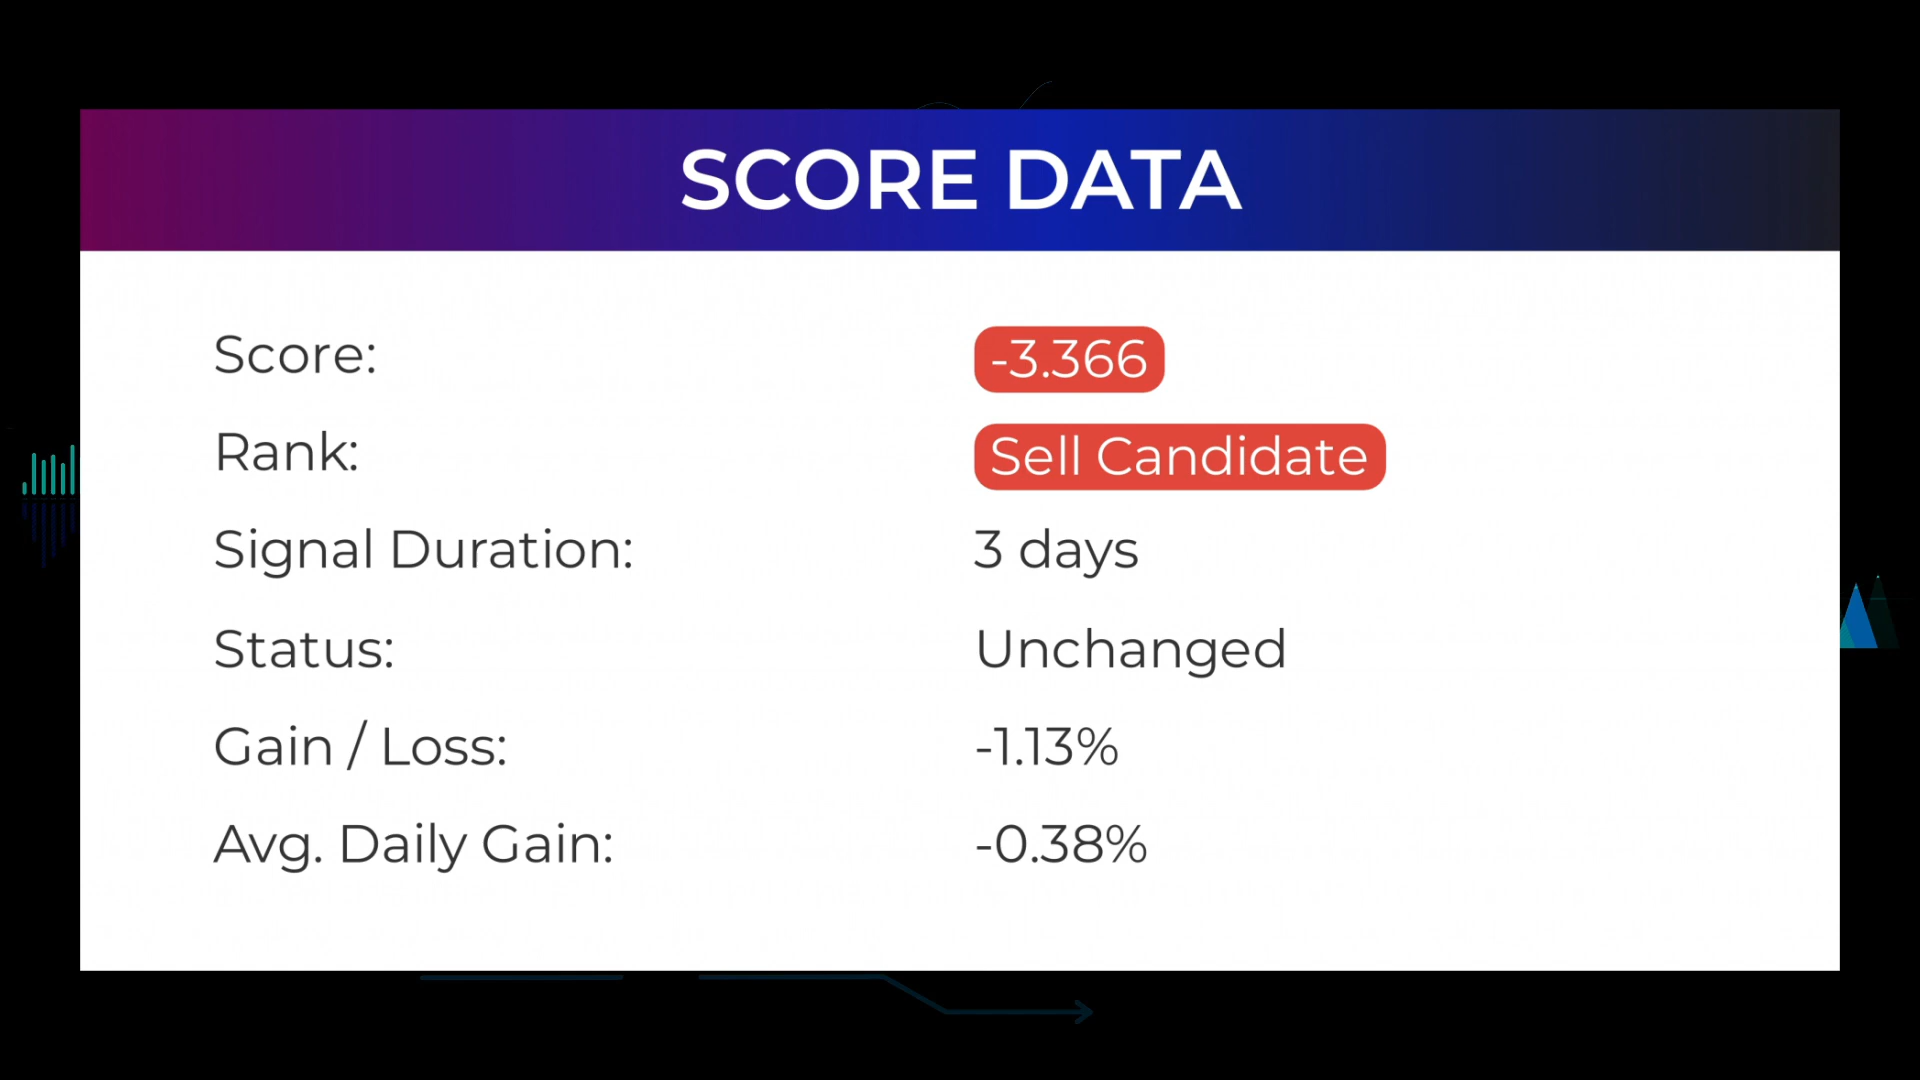 SCORE DATA
Score: -3.366
Rank: Sell Candidate
Signal Duration: 3 days
Status: Unchanged
Gain / Loss: -1.13%
Avg. Daily Gain: -0.38%